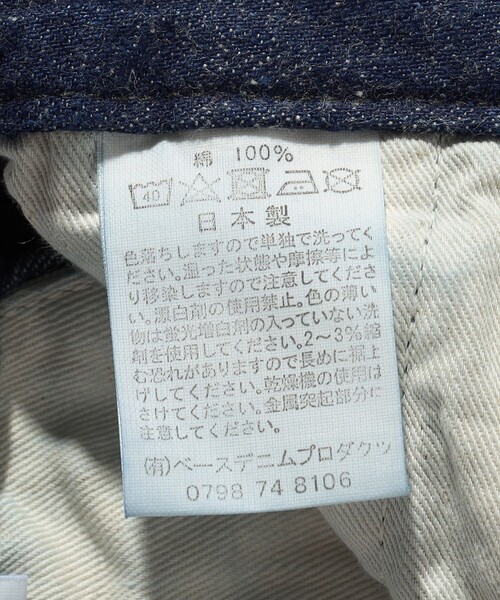 綿 100%
40
日本製
色落ちしますので単独で洗ってく
ださい。湿った状態や摩擦等によ
り移染しますので注意してくださ
い。漂白剤の使用禁止。色の薄い
物は蛍光増白剤の入っていない洗
剤を使用してください。2~3%縮
む恐れがありますので長めに裾上
げしてください。乾燥機の使用は
さけてください。金属突起部分に
注意してください。
(有)ベースデニムプロダクツ
0798 74 8106